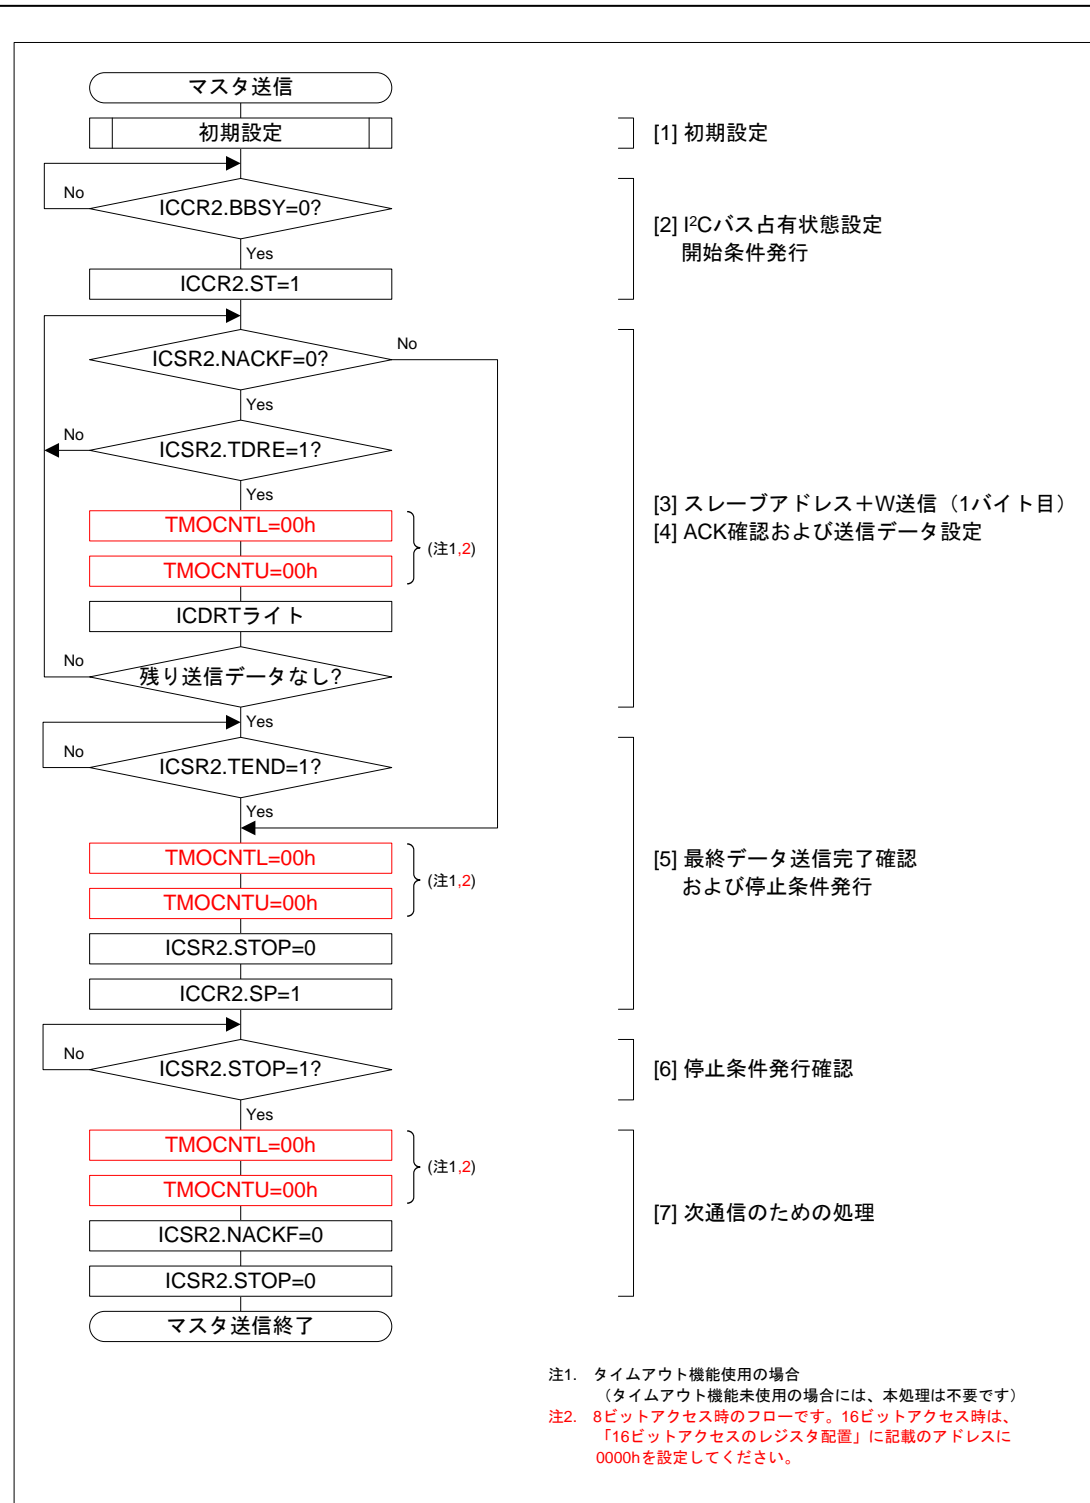 マスタ送信
初期設定
[1] 初期設定
No
ICCR2.BBSY=0?
Yes
ICCR2.ST=1
[2] I²Cバス占有状態設定
開始条件発行
ICSR2.NACKF=0?
No
Yes
No
ICSR2.TDRE=1?
Yes
TMOCNTL=00h
TMOCNTU=00h
(注1,2)
ICDRTライト
No
残り送信データなし?
Yes
[3] スレーブアドレス+W送信(1バイト目)
[4] ACK確認および送信データ設定
No
ICSR2.TEND=1?
Yes
TMOCNTL=00h
TMOCNTU=00h
(注1,2)
ICSR2.STOP=0
ICCR2.SP=1
[5] 最終データ送信完了確認
および停止条件発行
No
ICSR2.STOP=1?
Yes
[6] 停止条件発行確認
TMOCNTL=00h
TMOCNTU=00h
(注1,2)
ICSR2.NACKF=0
ICSR2.STOP=0
[7] 次通信のための処理
マスタ送信終了
注1. タイムアウト機能使用の場合
(タイムアウト機能未使用の場合には、本処理は不要です)
注2. 8ビットアクセス時のフローです。16ビットアクセス時は、
「16ビットアクセスのレジスタ配置」に記載のアドレスに
0000hを設定してください。